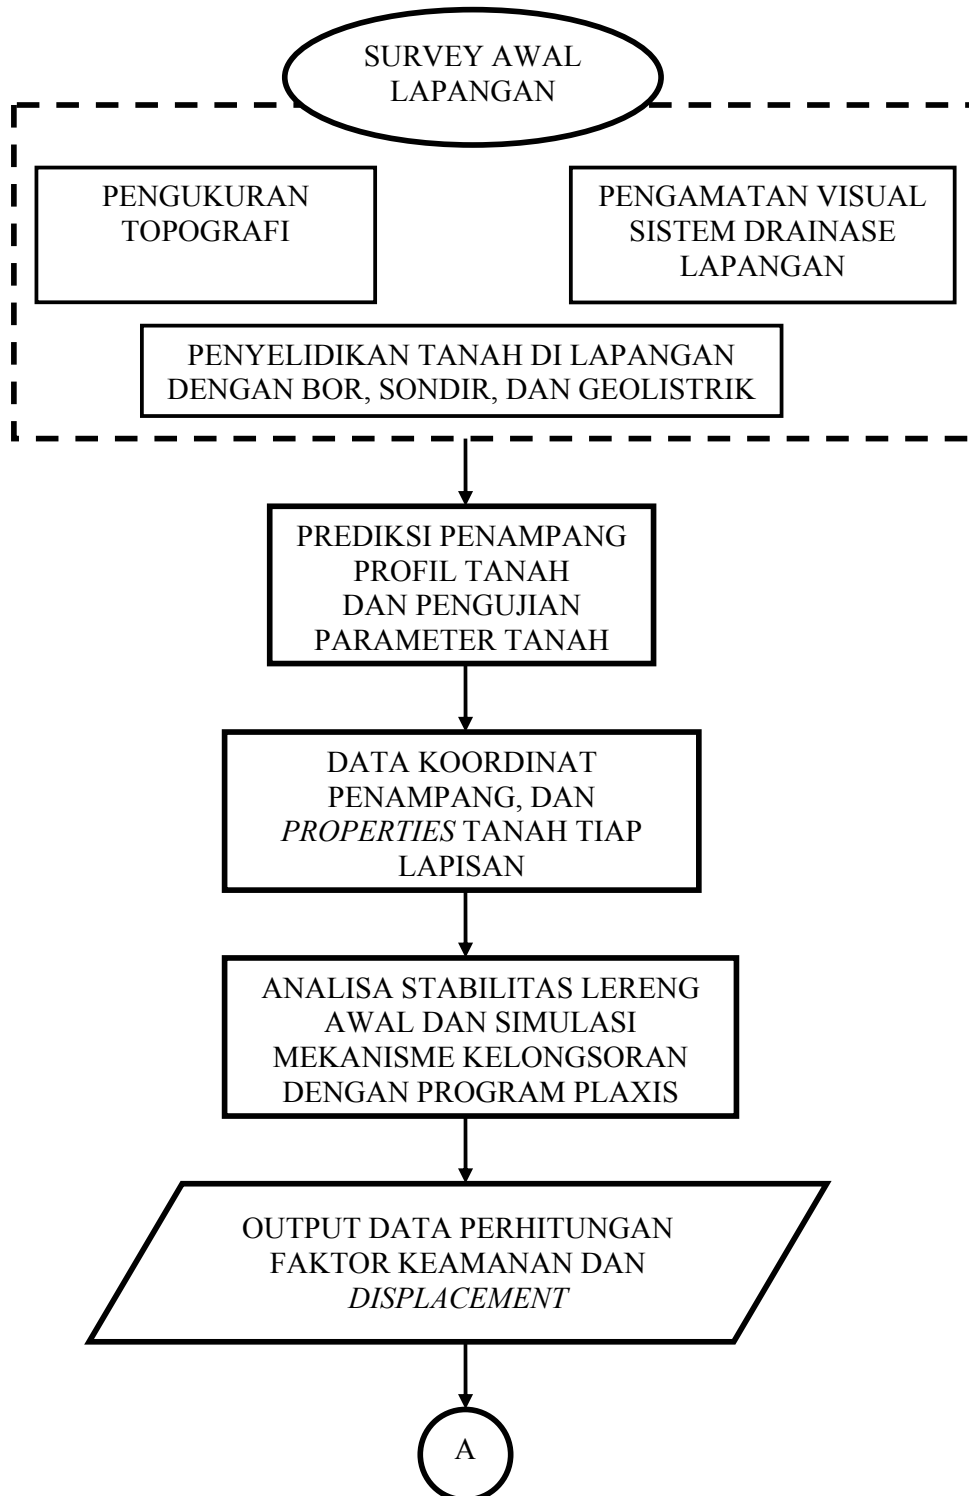 SURVEY AWAL
LAPANGAN
PENGUKURAN
TOPOGRAFI
PENGAMATAN VISUAL
SISTEM DRAINASE
LAPANGAN
PENYELIDIKAN TANAH DI LAPANGAN
DENGAN BOR, SONDIR, DAN GEOLISTRIK
PREDIKSI PENAMPANG
PROFIL TANAH
DAN PENGUJIAN
PARAMETER TANAH
DATA KOORDINAT
PENAMPANG, DAN
PROPERTIES TANAH TIAP
LAPISAN
ANALISA STABILITAS LERENG
AWAL DAN SIMULASI
MEKANISME KELONGSORAN
DENGAN PROGRAM PLAXIS
OUTPUT DATA PERHITUNGAN
FAKTOR KEAMANAN DAN
DISPLACEMENT
A